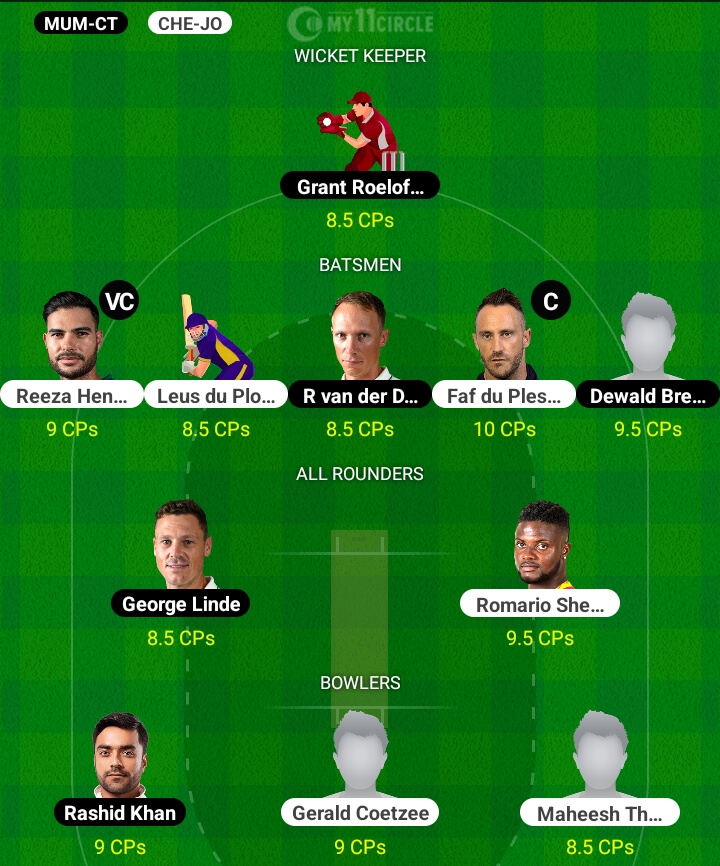 MUM-CT CHE-JO MY11CIRCLE
WICKET KEEPER
Grant Roelof...
8.5 CPs
BATSMEN
VC C
Reeza Hen... Leus du Plo... R van der D... Faf du Ples... Dewald Bre...
9 CPs 8.5 CPs 8.5 CPs 10 CPs 9.5 CPs
ALL ROUNDERS
George Linde Romario She...
8.5 CPs 9.5 CPs
BOWLERS
Rashid Khan Gerald Coetzee Maheesh Th...
9 CPs 9 CPs 8.5 CPs